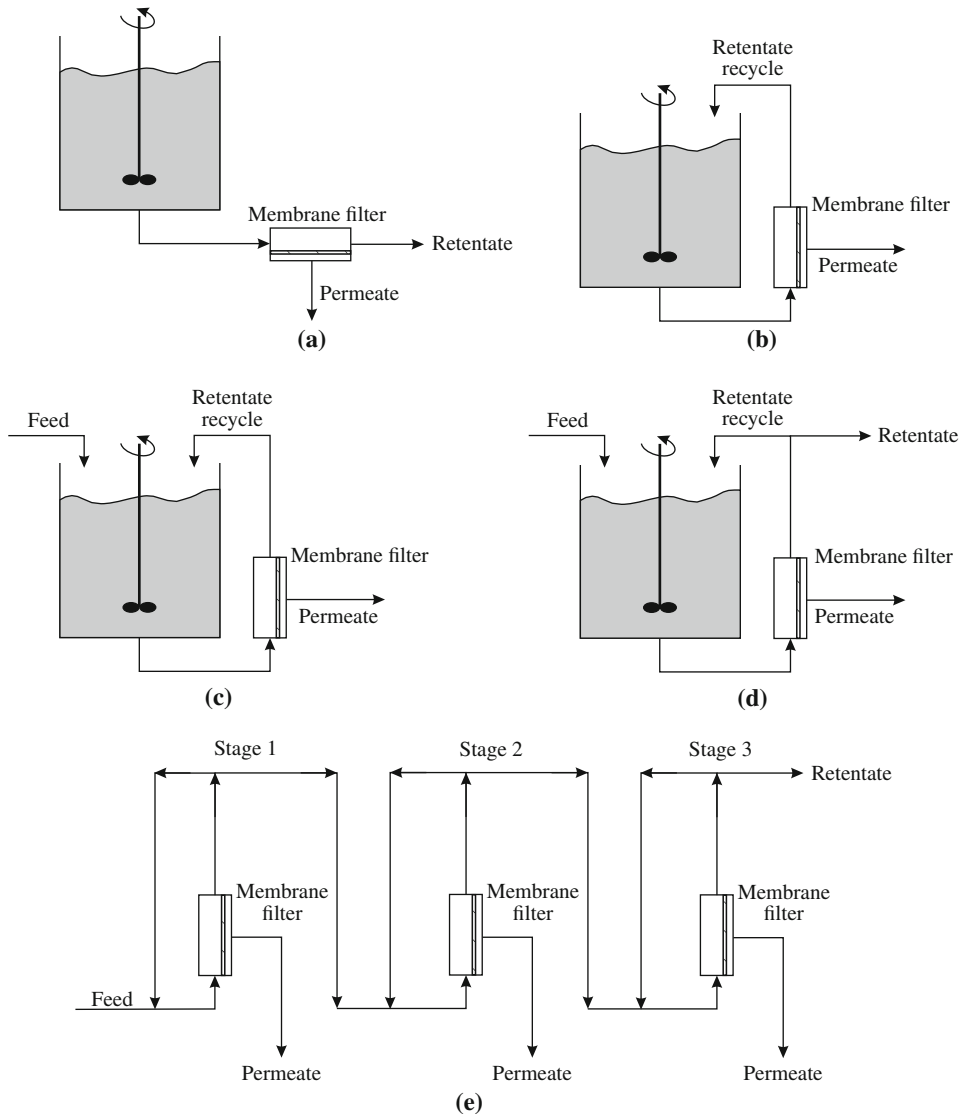 Membrane filter
Retentate
Permeate
(a)
Retentate
recycle
Membrane filter
Permeate
(b)
Feed
Retentate
recycle
Membrane filter
Permeate
(c)
Feed
Retentate
recycle
Retentate
Membrane filter
Permeate
(d)
Stage 1
Stage 2
Stage 3
Retentate
Membrane
filter
Membrane
filter
Membrane
filter
Feed
Permeate
Permeate
Permeate
(e)